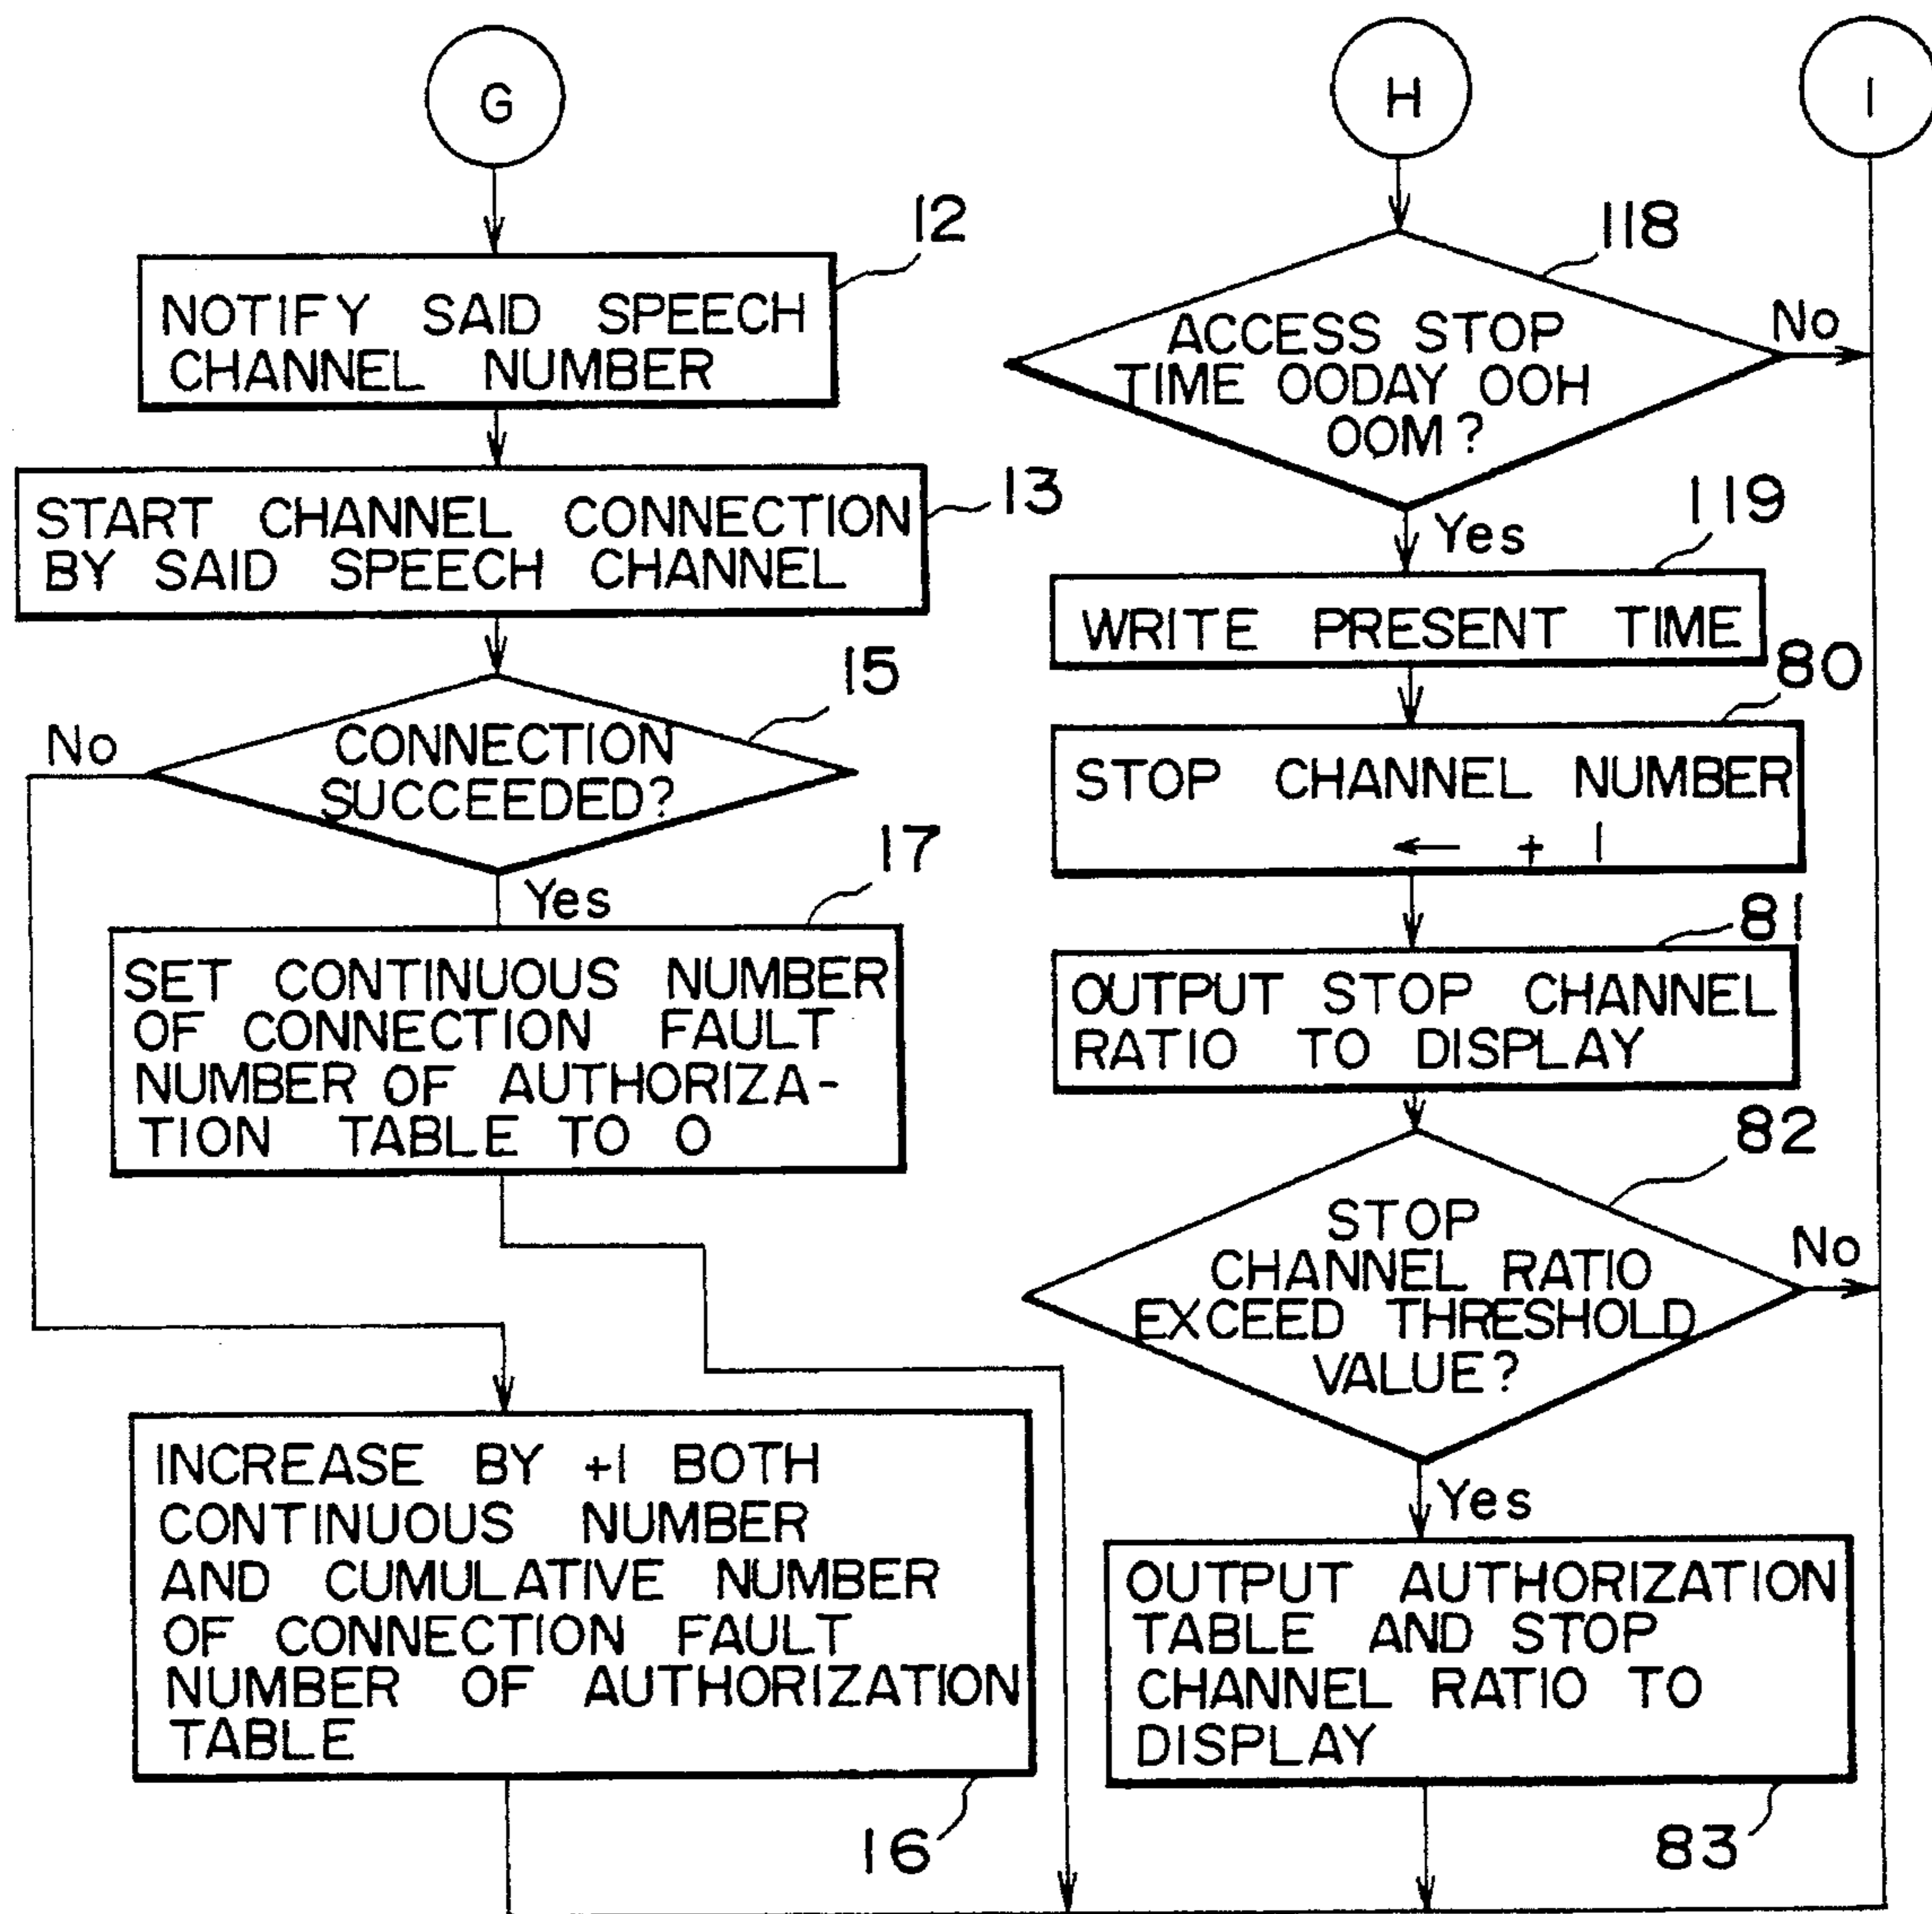 G
12
NOTIFY SAID SPEECH
CHANNEL NUMBER
START CHANNEL CONNECTION
BY SAID SPEECH CHANNEL
13
15
No
CONNECTION
SUCCEEDED?
Yes
17
SET CONTINUOUS NUMBER
OF CONNECTION FAULT
NUMBER OF AUTHORIZA-
TION TABLE TO 0
INCREASE BY +1 BOTH
CONTINUOUS NUMBER
AND CUMULATIVE NUMBER
OF CONNECTION FAULT
NUMBER OF AUTHORIZATION
TABLE
16
H
118
ACCESS STOP
TIME OODAY OOH
OOM?
No
Yes
119
WRITE PRESENT TIME
80
STOP CHANNEL NUMBER
← + 1
81
OUTPUT STOP CHANNEL
RATIO TO DISPLAY
82
STOP
CHANNEL RATIO
EXCEED THRESHOLD
VALUE?
No
Yes
OUTPUT AUTHORIZATION
TABLE AND STOP
CHANNEL RATIO TO
DISPLAY
83
I